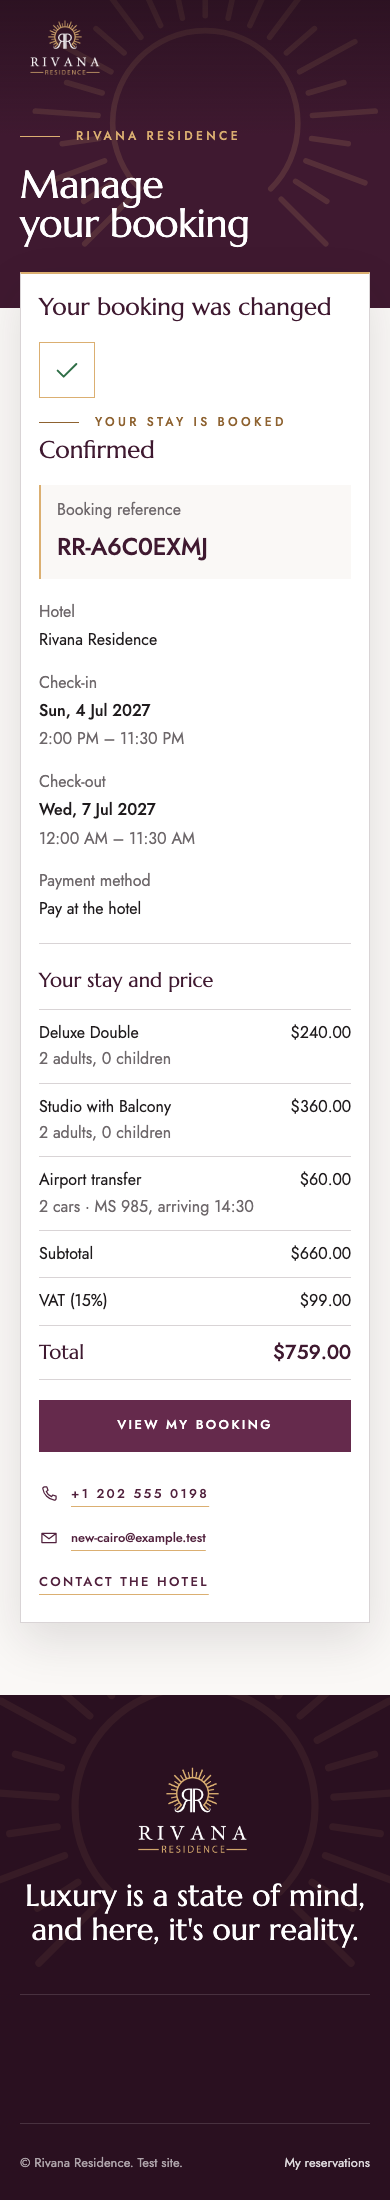 RIVANA
RESIDENCE
RIVANA RESIDENCE
Manage
your booking
Your booking was changed
YOUR STAY IS BOOKED
Confirmed
Booking reference
RR-A6C0EXMJ
Hotel
Rivana Residence
Check-in
Sun, 4 Jul 2027
2:00 PM – 11:30 PM
Check-out
Wed, 7 Jul 2027
12:00 AM – 11:30 AM
Payment method
Pay at the hotel
Your stay and price
Deluxe Double $240.00
2 adults, 0 children
Studio with Balcony $360.00
2 adults, 0 children
Airport transfer $60.00
2 cars · MS 985, arriving 14:30
Subtotal $660.00
VAT (15%) $99.00
Total $759.00
VIEW MY BOOKING
+1 202 555 0198
new-cairo@example.test
CONTACT THE HOTEL
RIVANA
RESIDENCE
Luxury is a state of mind,
and here, it's our reality.
© Rivana Residence. Test site. My reservations